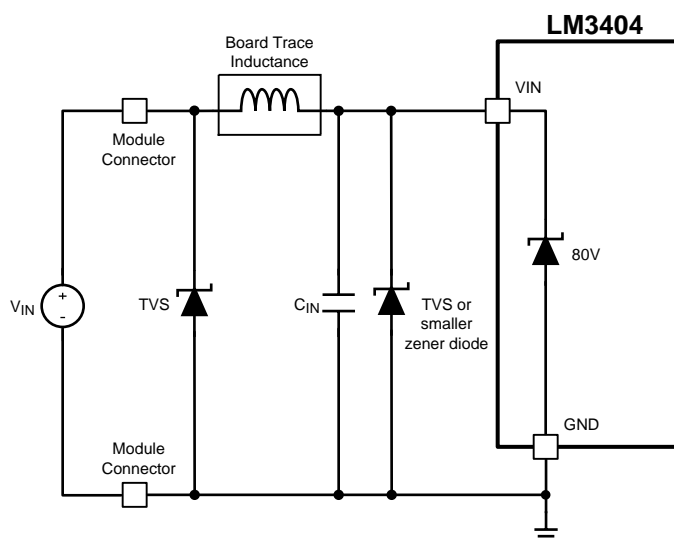 LM3404
Board Trace
Inductance
VIN
Module
Connector
80V
VIN
+
-
TVS
CIN
TVS or
smaller
zener diode
GND
Module
Connector